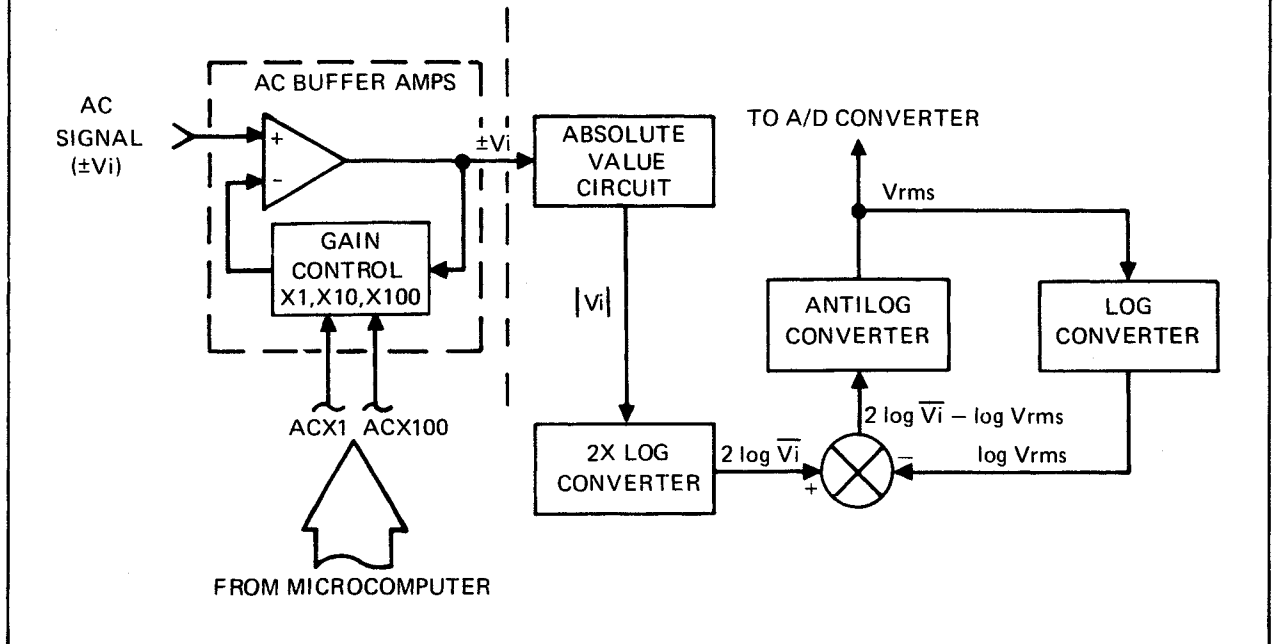 AC BUFFER AMPS
AC
SIGNAL
(±Vi)
+
-
GAIN
CONTROL
X1, X10, X100
±Vi
ABSOLUTE
VALUE
CIRCUIT
TO A/D CONVERTER
Vrms
|Vi|
ANTILOG
CONVERTER
LOG
CONVERTER
ACX1 ACX100
FROM MICROCOMPUTER
2X LOG
CONVERTER
2 log V̅i̅
+
2 log V̅i̅ – log Vrms
–
log Vrms